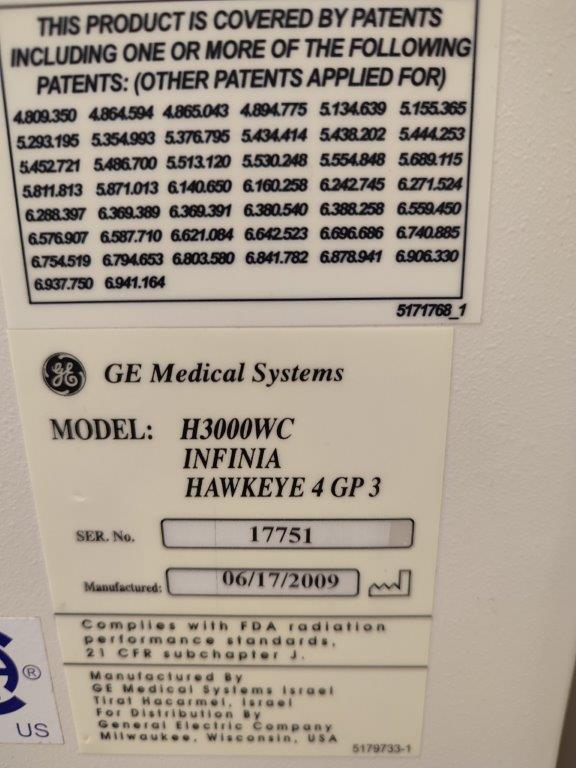 THIS PRODUCT IS COVERED BY PATENTS
INCLUDING ONE OR MORE OF THE FOLLOWING
PATENTS: (OTHER PATENTS APPLIED FOR)
4.809.350 4.864.594 4.865.043 4.894.775 5.134.639 5.155.365
5.293.195 5.354.993 5.376.795 5.434.414 5.438.202 5.444.253
5.452.721 5.486.700 5.513.120 5.530.248 5.554.848 5.689.115
5.811.813 5.871.013 6.140.650 6.160.258 6.242.745 6.271.524
6.288.397 6.369.389 6.369.391 6.380.540 6.388.258 6.559.450
6.576.907 6.587.710 6.621.084 6.642.523 6.696.686 6.740.885
6.754.519 6.794.653 6.803.580 6.841.782 6.878.941 6.906.330
6.937.750 6.941.164
5171768_1
GE GE Medical Systems
MODEL: H3000WC
INFINIA
HAWKEYE 4 GP 3
SER. No. 17751
Manufactured: 06/17/2009
Complies with FDA radiation
performance standards,
21 CFR subchapter J.
Manufactured By
GE Medical Systems Israel
Tirat Hacarmel, Israel
For Distribution By
General Electric Company
Milwaukee, Wisconsin, USA
5179733-1
®
US